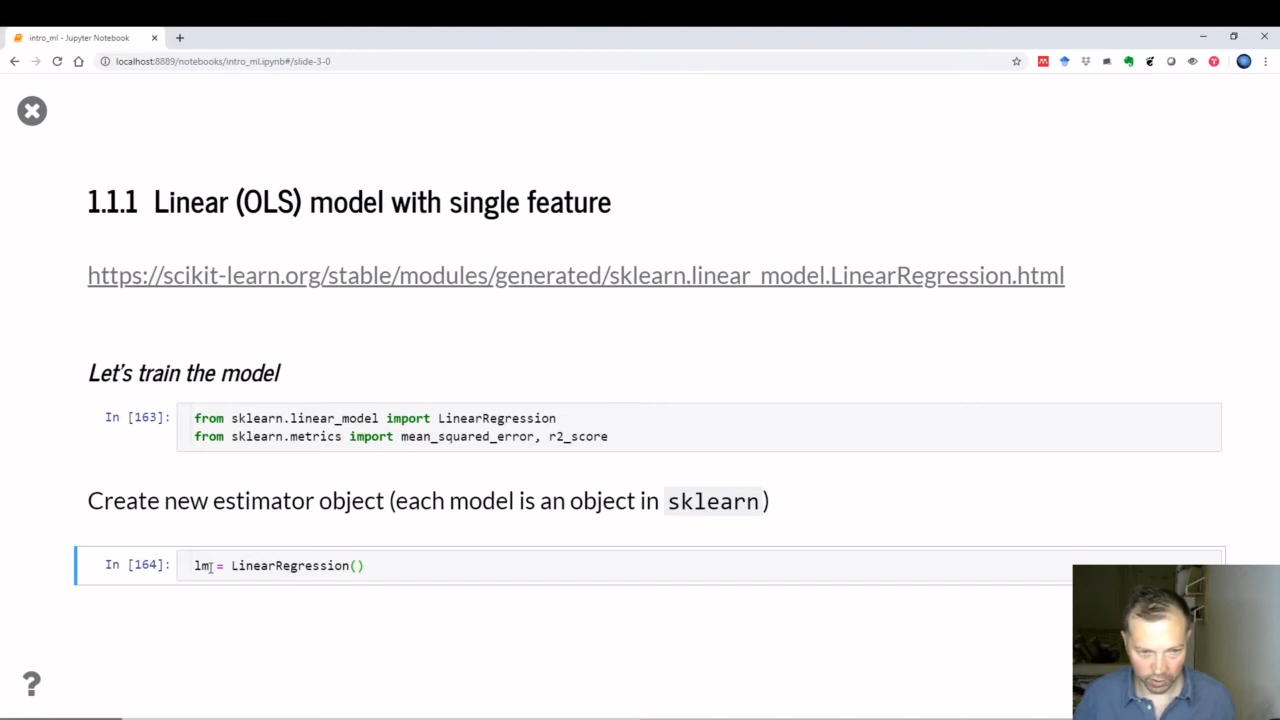 intro_ml - Jupyter Notebook
localhost:8889/notebooks/intro_ml.ipynb#/slide-3-0
1.1.1 Linear (OLS) model with single feature
https://scikit-learn.org/stable/modules/generated/sklearn.linear_model.LinearRegression.html
Let's train the model
In [163]: from sklearn.linear_model import LinearRegression
from sklearn.metrics import mean_squared_error, r2_score
Create new estimator object (each model is an object in sklearn)
In [164]: lm = LinearRegression()
?